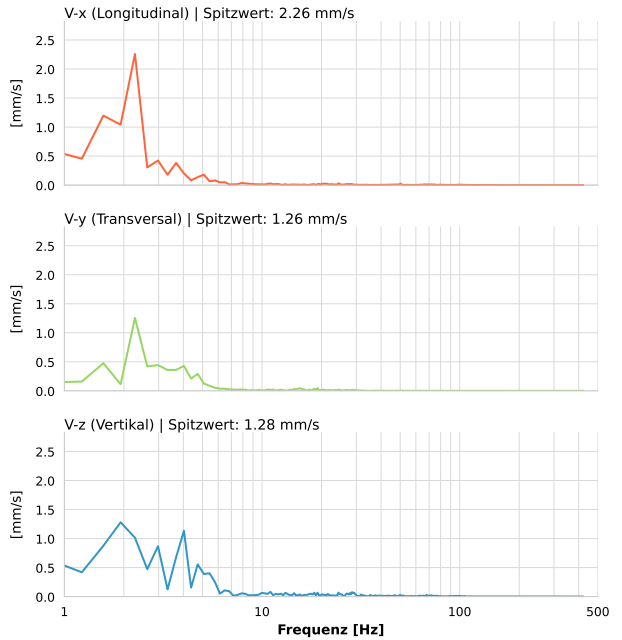 V-x (Longitudinal) | Spitzwert: 2.26 mm/s
2.5
2.0
1.5
1.0
0.5
0.0
[mm/s]
V-y (Transversal) | Spitzwert: 1.26 mm/s
2.5
2.0
1.5
1.0
0.5
0.0
[mm/s]
V-z (Vertikal) | Spitzwert: 1.28 mm/s
2.5
2.0
1.5
1.0
0.5
0.0
[mm/s]
1 10 100 500
Frequenz [Hz]